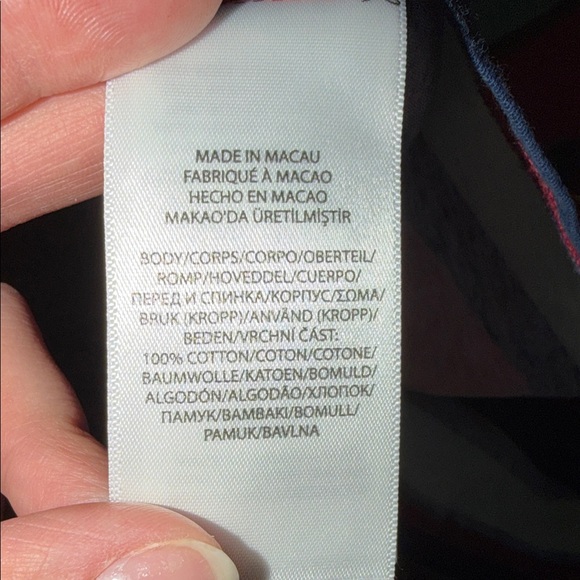 MADE IN MACAU
FABRIQUÉ À MACAO
HECHO EN MACAO
MAKAO'DA ÜRETİLMİŞTİR
BODY/CORPS/CORPO/OBERTEIL/
ROMP/HOVEDDEL/CUERPO/
ПЕРЕД И СПИНКА/КОРПУС/ΣΩΜΑ/
BRUK (KROPP)/ANVÄND (KROPP)/
BEDEN/VRCHNÍ ČÁST:
100% COTTON/COTON/COTONE/
BAUMWOLLE/KATOEN/BOMULD/
ALGODÓN/ALGODÃO/ХЛОПОК/
ПАМУК/ΒΑΜΒΑΚΙ/BOMULL/
PAMUK/BAVLNA